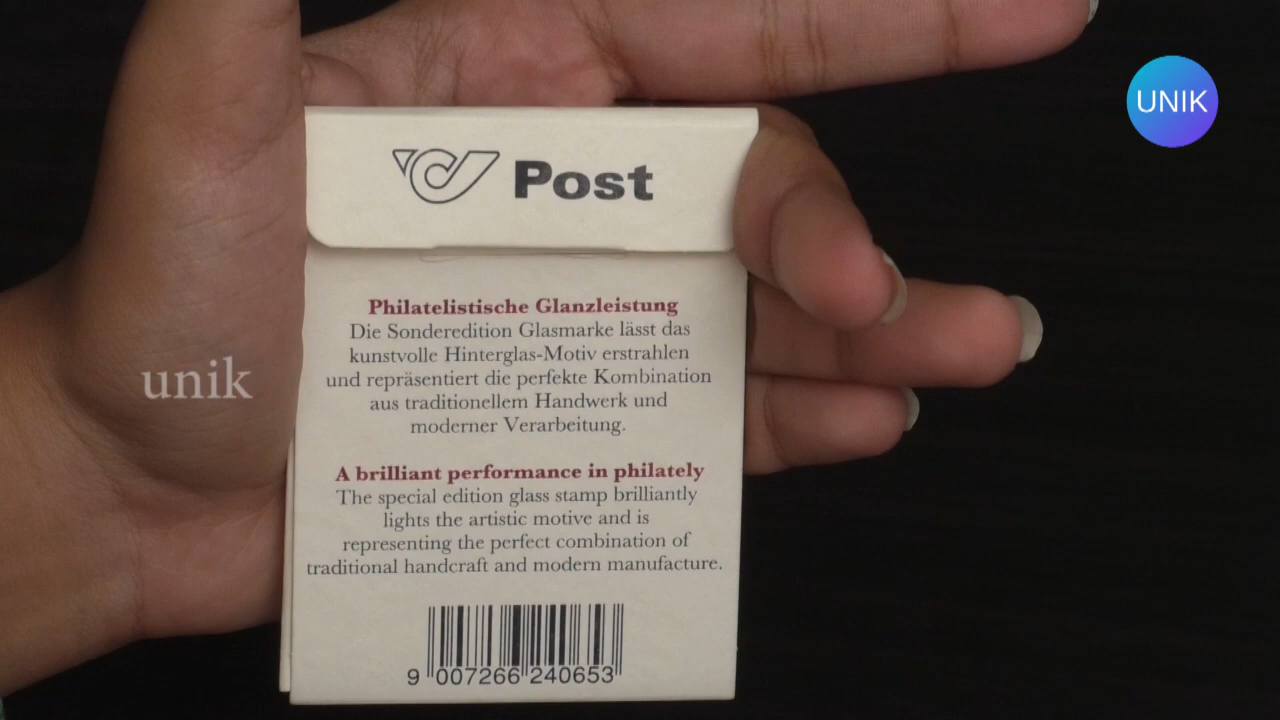 UNIK
Post
Philatelistische Glanzleistung
Die Sonderedition Glasmarke lässt das
kunstvolle Hinterglas-Motiv erstrahlen
und repräsentiert die perfekte Kombination
aus traditionellem Handwerk und
moderner Verarbeitung.
unik
A brilliant performance in philately
The special edition glass stamp brilliantly
lights the artistic motive and is
representing the perfect combination of
traditional handcraft and modern manufacture.
9 007266 240653